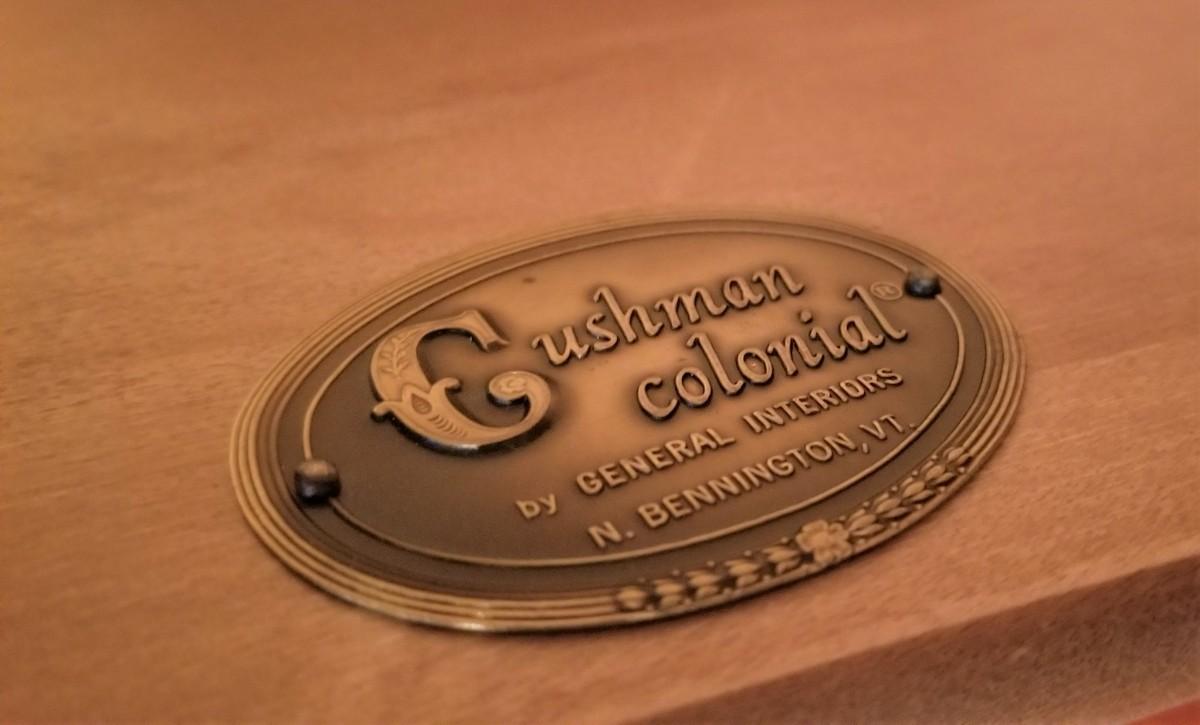 Cushman
colonial®
by GENERAL INTERIORS
N. BENNINGTON, VT.